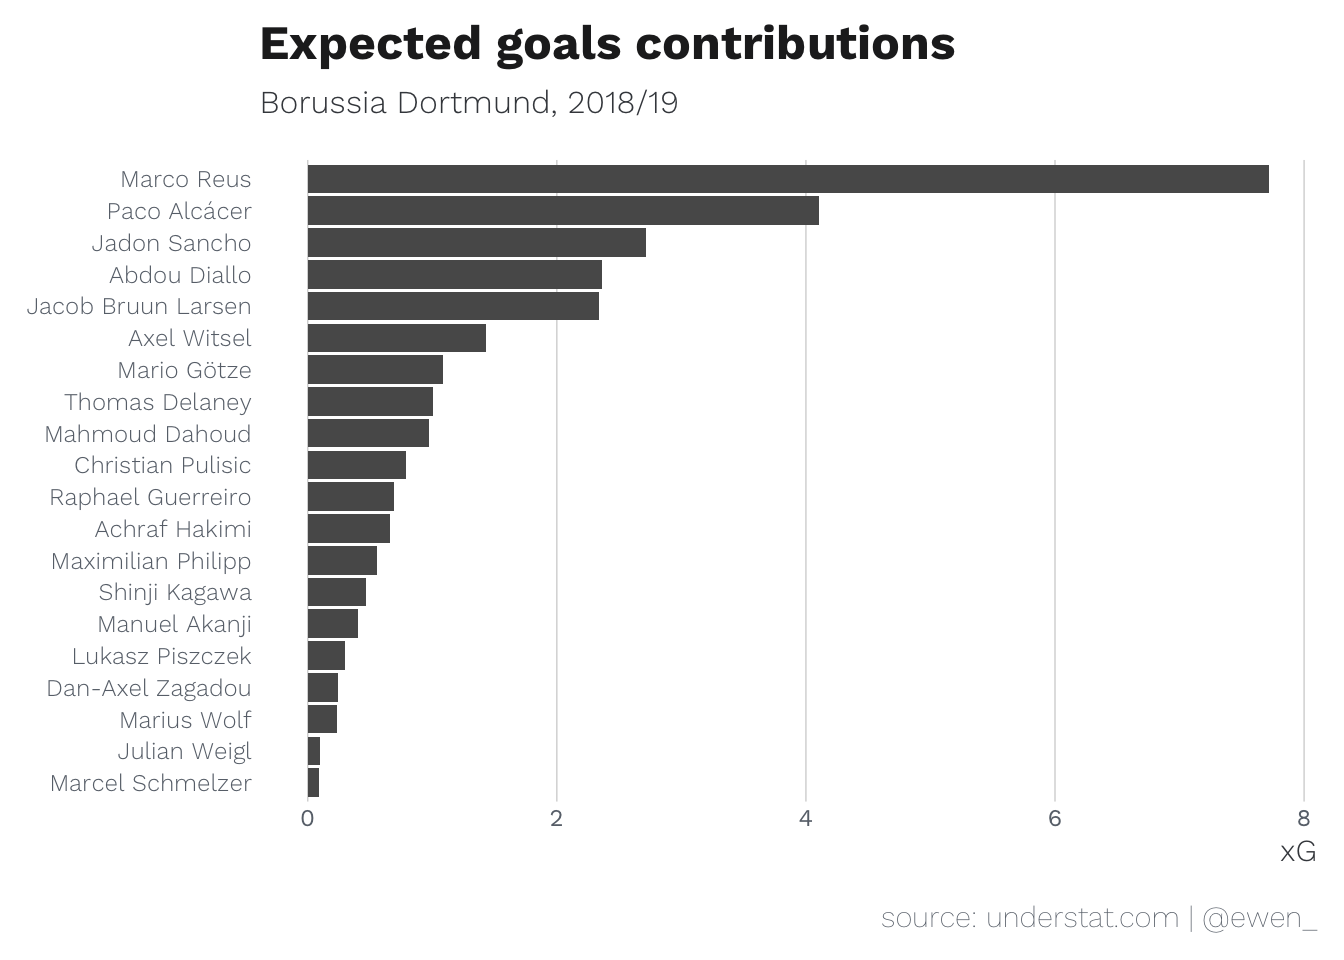 Expected goals contributions
Borussia Dortmund, 2018/19
Marco Reus
Paco Alcácer
Jadon Sancho
Abdou Diallo
Jacob Bruun Larsen
Axel Witsel
Mario Götze
Thomas Delaney
Mahmoud Dahoud
Christian Pulisic
Raphael Guerreiro
Achraf Hakimi
Maximilian Philipp
Shinji Kagawa
Manuel Akanji
Lukasz Piszczek
Dan-Axel Zagadou
Marius Wolf
Julian Weigl
Marcel Schmelzer
0 2 4 6 8
xG
source: understat.com | @ewen_